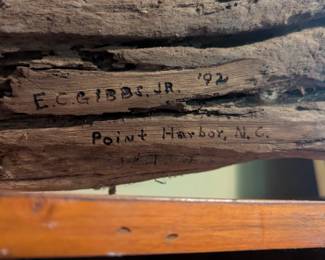 E.C. GIBBS, JR. '92
Point Harbor, N.C.